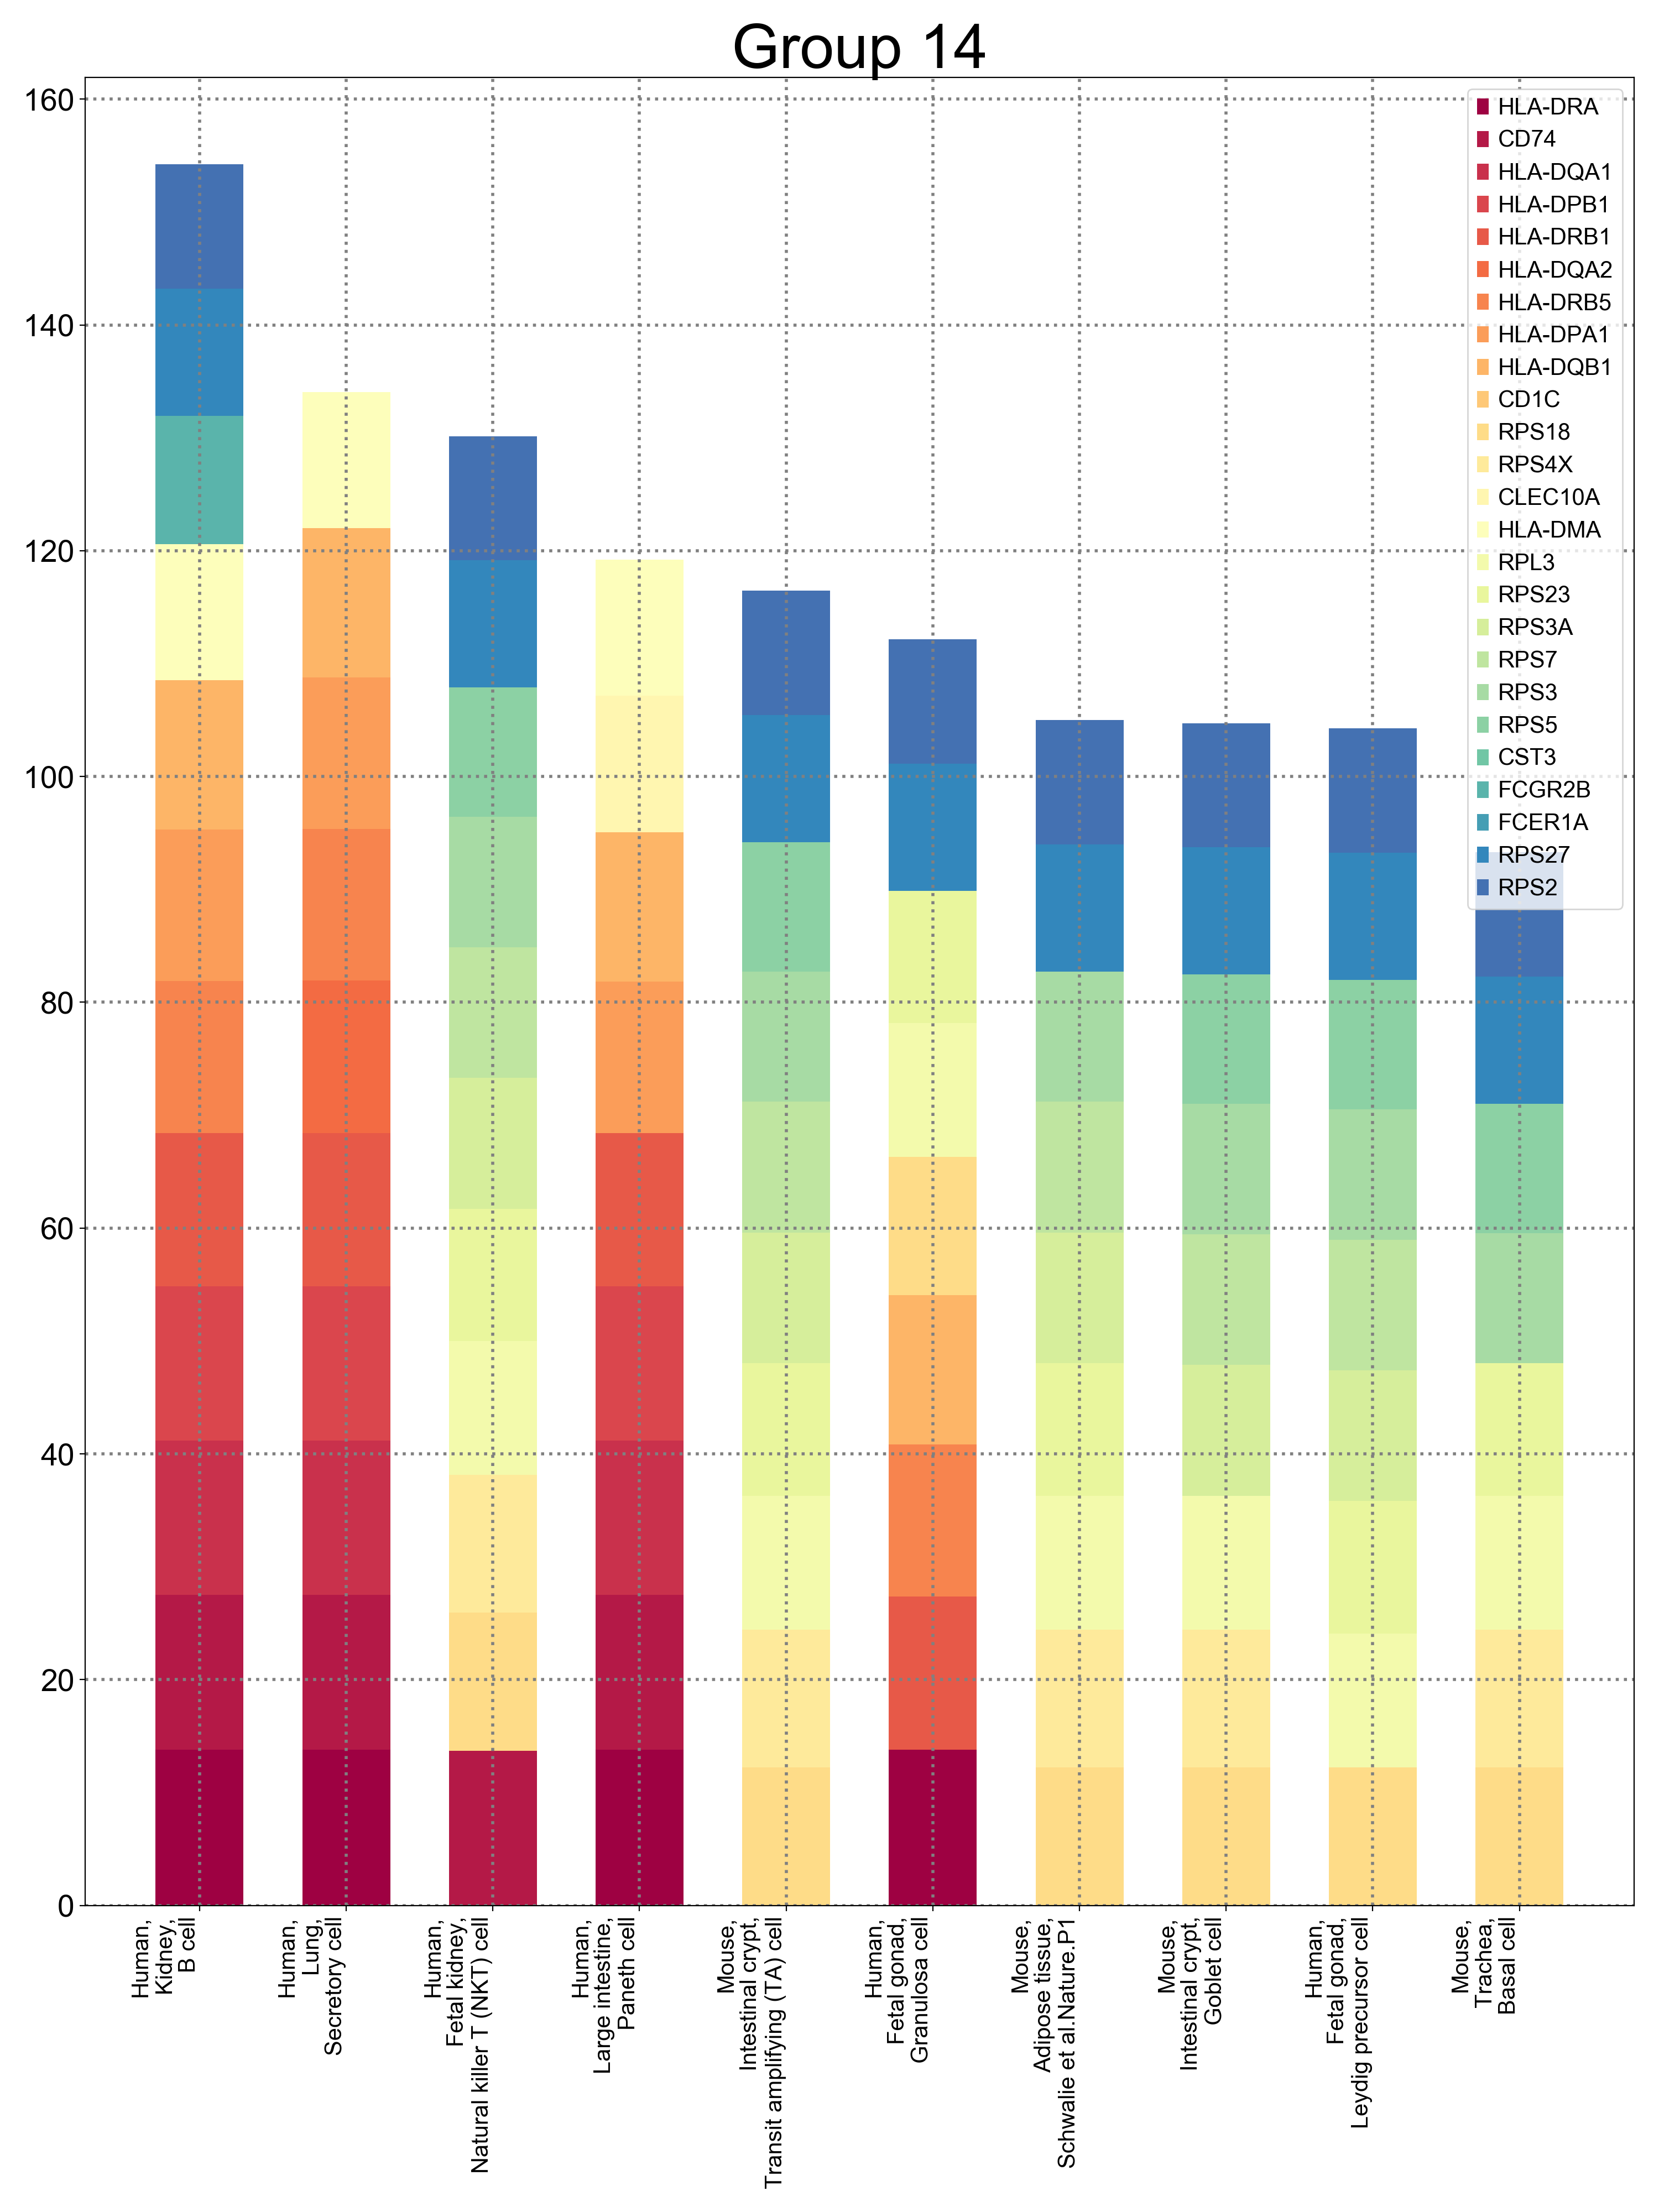 Group 14
160
140
120
100
80
60
40
20
0
HLA-DRA
CD74
HLA-DQA1
HLA-DPB1
HLA-DRB1
HLA-DQA2
HLA-DRB5
HLA-DPA1
HLA-DQB1
CD1C
RPS18
RPS4X
CLEC10A
HLA-DMA
RPL3
RPS23
RPS3A
RPS7
RPS3
RPS5
CST3
FCGR2B
FCER1A
RPS27
RPS2
Human,
Kidney,
B cell
Human,
Lung,
Secretory cell
Human,
Fetal kidney,
Natural killer T (NKT) cell
Human,
Large intestine,
Paneth cell
Mouse,
Intestinal crypt,
Transit amplifying (TA) cell
Human,
Fetal gonad,
Granulosa cell
Mouse,
Adipose tissue,
Schwalie et al.Nature.P1
Mouse,
Intestinal crypt,
Goblet cell
Human,
Fetal gonad,
Leydig precursor cell
Mouse,
Trachea,
Basal cell